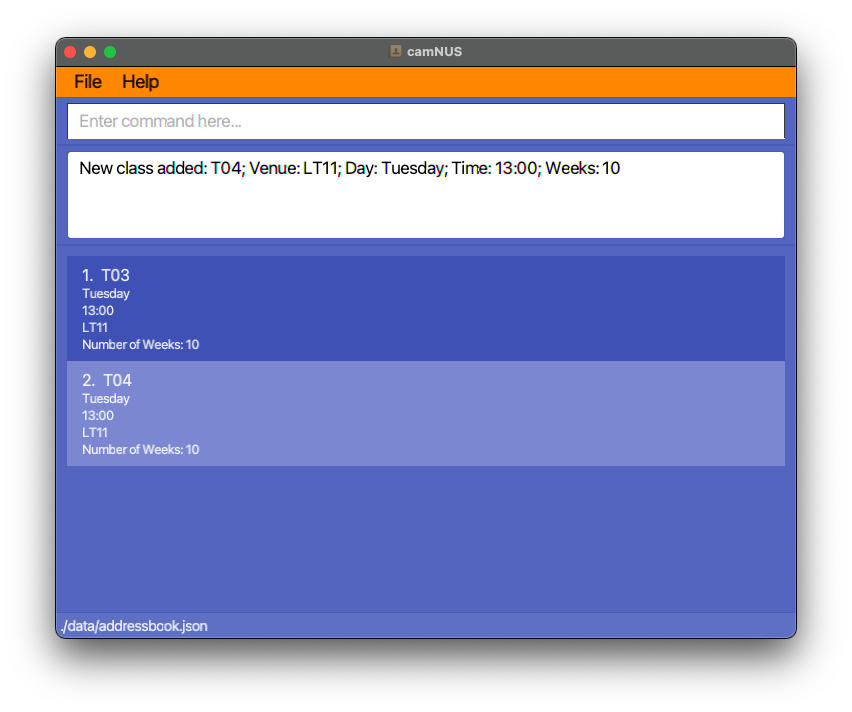 camNUS
File Help
Enter command here...
New class added: T04; Venue: LT11; Day: Tuesday; Time: 13:00; Weeks: 10
1. T03
Tuesday
13:00
LT11
Number of Weeks: 10
2. T04
Tuesday
13:00
LT11
Number of Weeks: 10
./data/addressbook.json